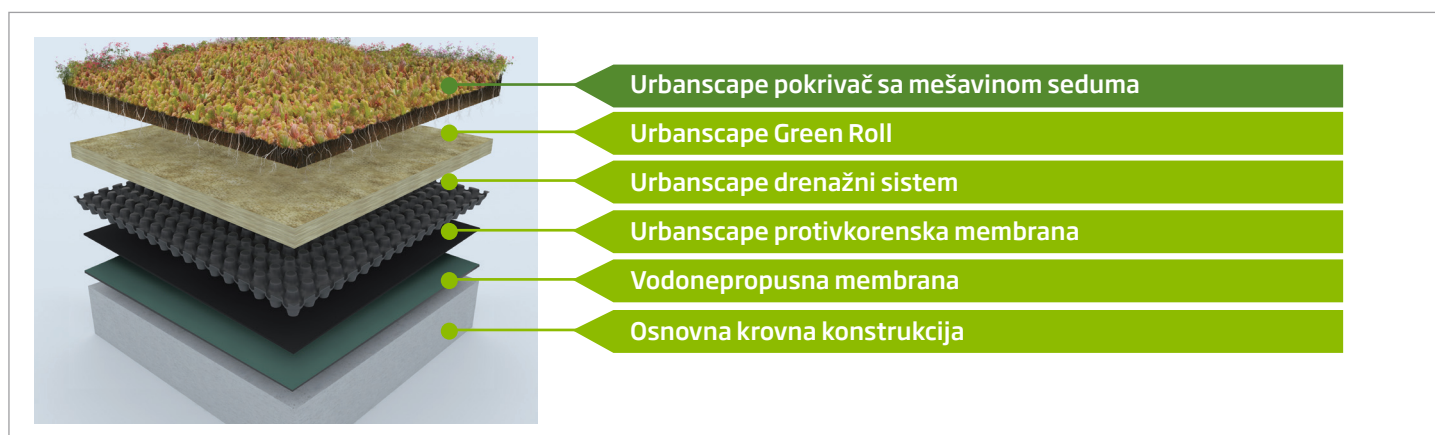 Urbanscape pokrivač sa mešavinom seduma
Urbanscape Green Roll
Urbanscape drenažni sistem
Urbanscape protivkorenska membrana
Vodonepropusna membrana
Osnovna krovna konstrukcija